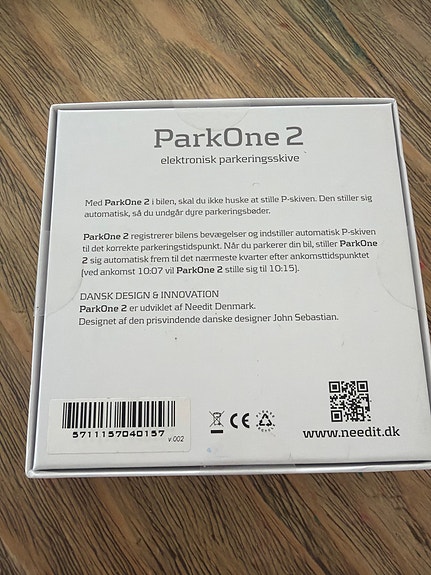 ParkOne 2
elektronisk parkeringsskive
Med ParkOne 2 i bilen, skal du ikke huske at stille P-skiven. Den stiller sig
automatisk, så du undgår dyre parkeringsbøder.
ParkOne 2 registrerer bilens bevægelser og indstiller automatisk P-skiven
til det korrekte parkeringstidspunkt. Når du parkerer din bil, stiller ParkOne
2 sig automatisk frem til det nærmeste kvarter efter ankomsttidspunktet
(ved ankomst 10:07 vil ParkOne 2 stille sig til 10:15).
DANSK DESIGN & INNOVATION
ParkOne 2 er udviklet af Needit Denmark.
Designet af den prisvindende danske designer John Sebastian.
5711157040157
v.002
CE
www.needit.dk